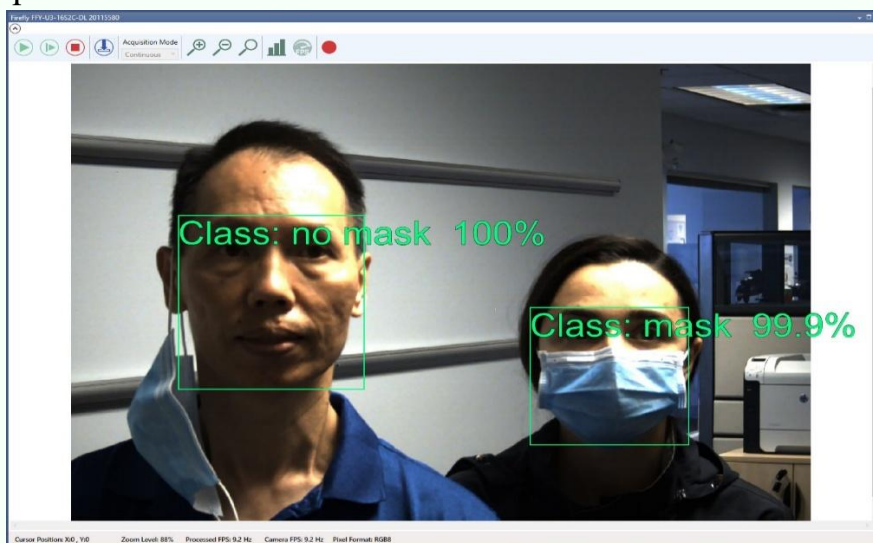 Firefly FFY-U3-16S2C-DL 20115580
Acquisition Mode
Continuous
Class: no mask 100%
Class: mask 99.9%
Cursor Position: X:0 , Y:0 Zoom Level: 88% Processed FPS: 9.2 Hz Camera FPS: 9.2 Hz Pixel Format: RGB8